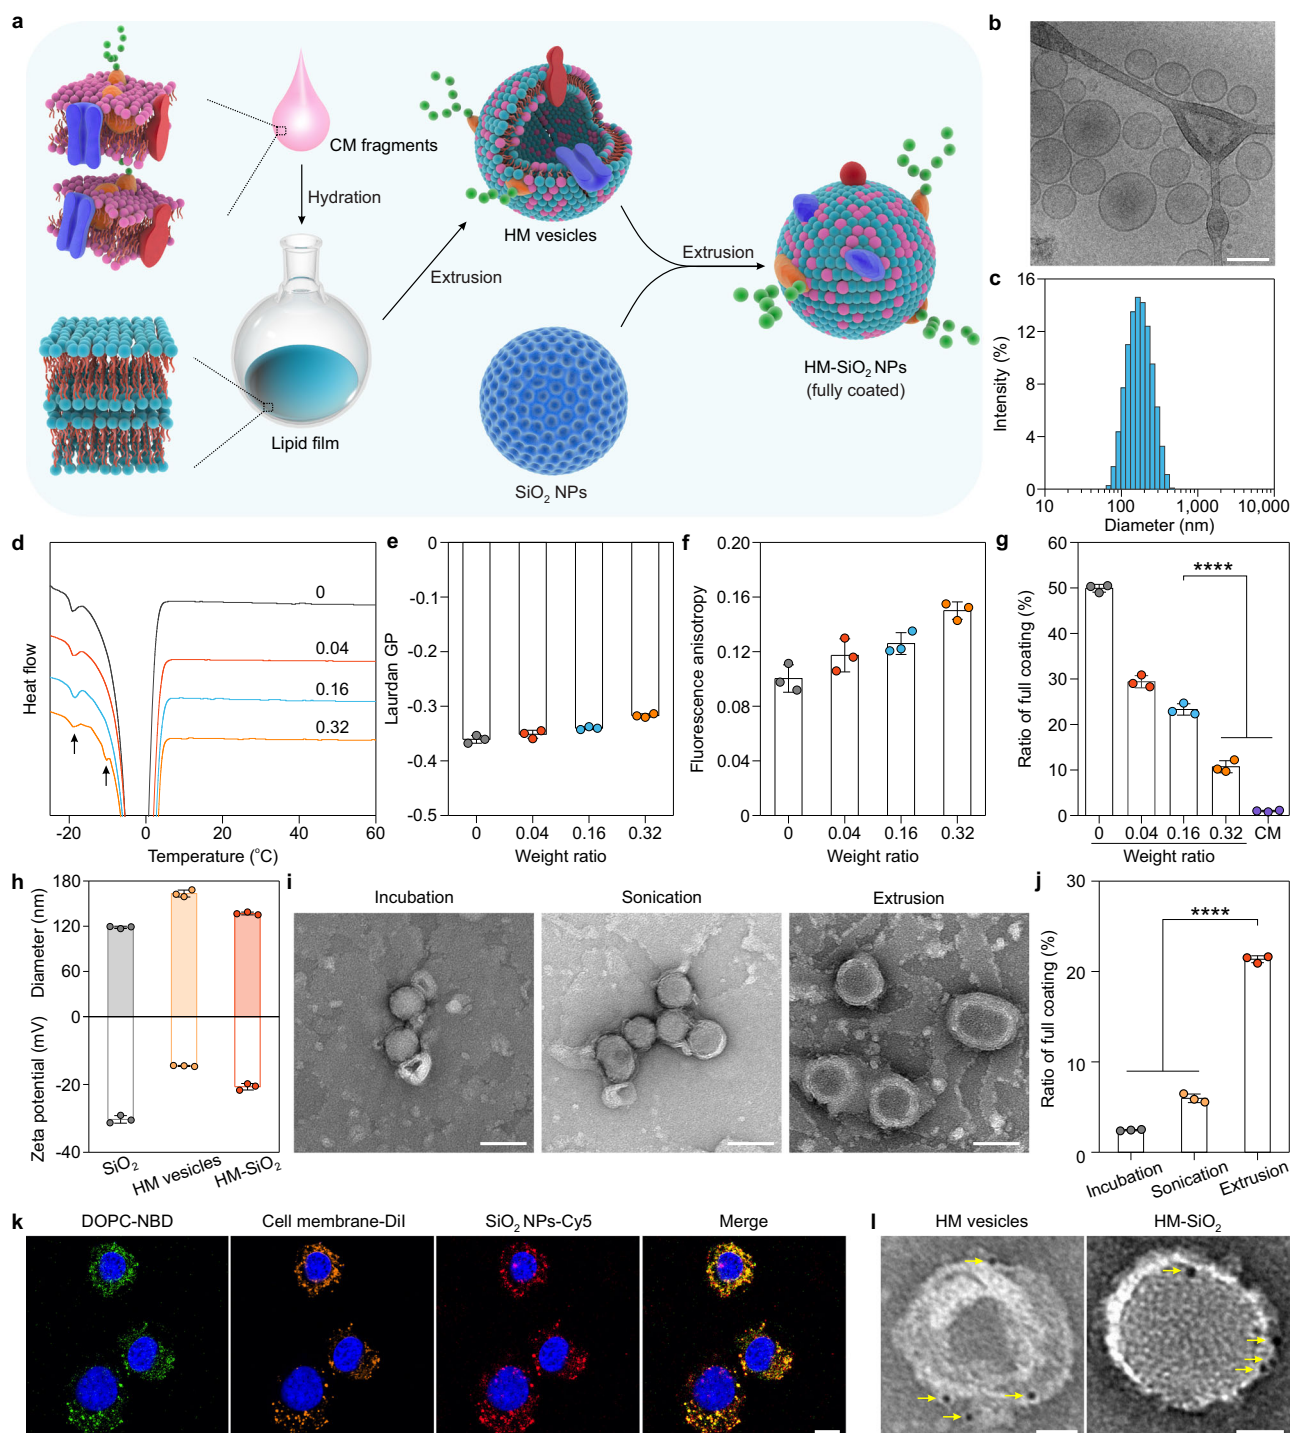 a
CM fragments
Hydration
Extrusion
HM vesicles
Extrusion
Lipid film
SiO₂ NPs
HM-SiO₂ NPs
(fully coated)
b
c
Intensity (%)
16
12
8
4
0
10 100 1,000 10,000
Diameter (nm)
d
Heat flow
0
0.04
0.16
0.32
-20 0 20 40 60
Temperature (°C)
e
Laurdan GP
0
-0.1
-0.2
-0.3
-0.4
-0.5
0 0.04 0.16 0.32
Weight ratio
f
Fluorescence anisotropy
0.20
0.16
0.12
0.08
0.04
0
0 0.04 0.16 0.32
Weight ratio
g
Ratio of full coating (%)
60
50
40
30
20
10
0
****
0 0.04 0.16 0.32 CM
Weight ratio
h
Diameter (nm)
180
120
60
0
Zeta potential (mV)
-20
-40
SiO₂
HM vesicles
HM-SiO₂
i
Incubation Sonication Extrusion
j
Ratio of full coating (%)
30
20
10
0
****
Incubation
Sonication
Extrusion
k
DOPC-NBD Cell membrane-DiI SiO₂ NPs-Cy5 Merge
l
HM vesicles HM-SiO₂